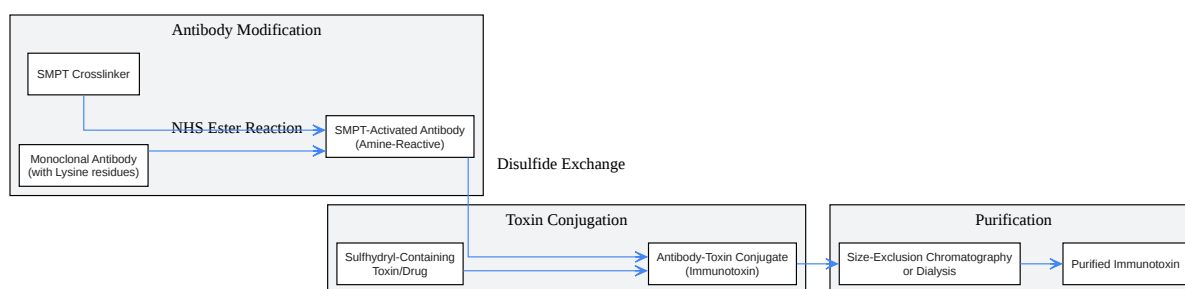 Antibody Modification
SMPT Crosslinker
NHS Ester Reaction
SMPT-Activated Antibody
(Amine-Reactive)
Monoclonal Antibody
(with Lysine residues)
Disulfide Exchange
Toxin Conjugation
Sulfhydryl-Containing
Toxin/Drug
Antibody-Toxin Conjugate
(Immunotoxin)
Purification
Size-Exclusion Chromatography
or Dialysis
Purified Immunotoxin